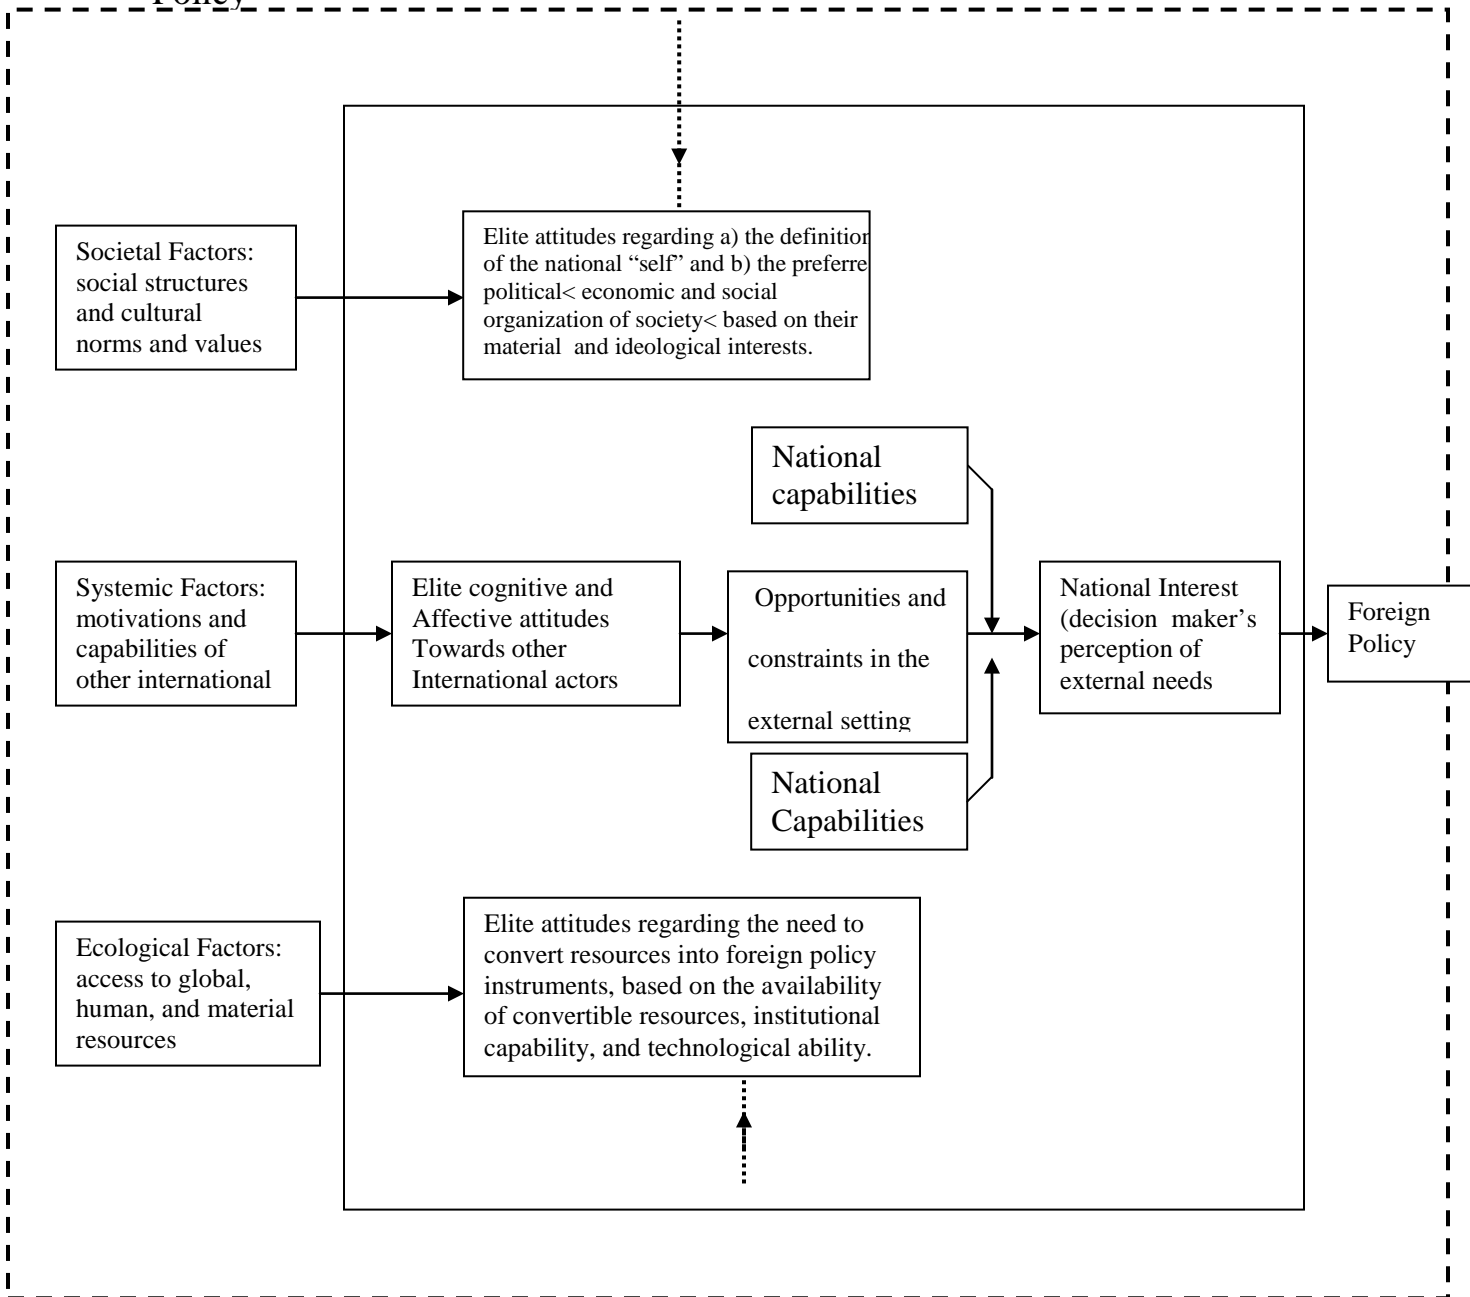 Policy
Societal Factors:
social structures
and cultural
norms and values
Elite attitudes regarding a) the definition
of the national “self” and b) the preferre
political< economic and social
organization of society< based on their
material and ideological interests.
National
capabilities
Systemic Factors:
motivations and
capabilities of
other international
Elite cognitive and
Affective attitudes
Towards other
International actors
Opportunities and
constraints in the
external setting
National Interest
(decision maker’s
perception of
external needs
Foreign
Policy
National
Capabilities
Ecological Factors:
access to global,
human, and material
resources
Elite attitudes regarding the need to
convert resources into foreign policy
instruments, based on the availability
of convertible resources, institutional
capability, and technological ability.